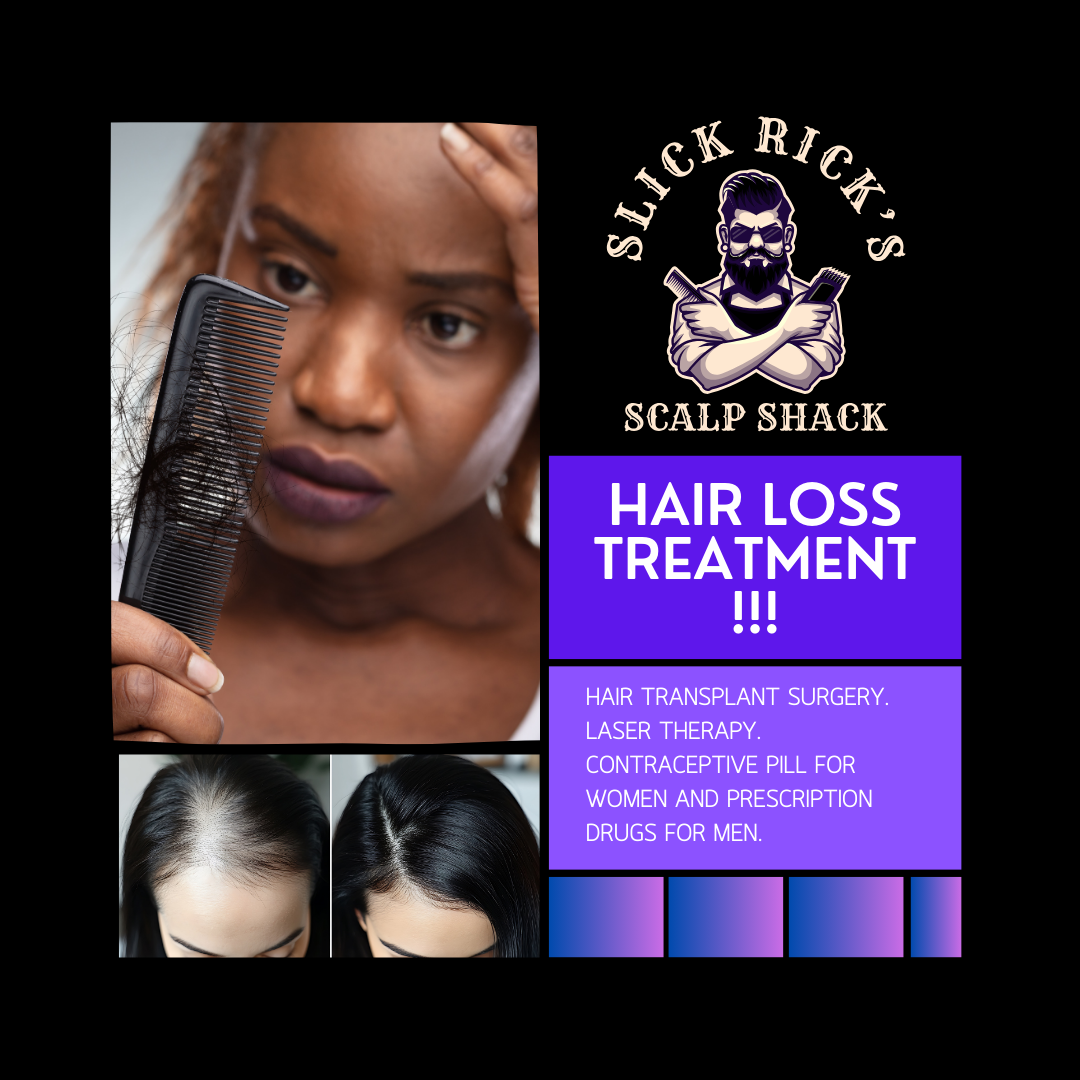 SLICK RICK'S
SCALP SHACK
HAIR LOSS
TREATMENT
!!!
HAIR TRANSPLANT SURGERY.
LASER THERAPY.
CONTRACEPTIVE PILL FOR
WOMEN AND PRESCRIPTION
DRUGS FOR MEN.